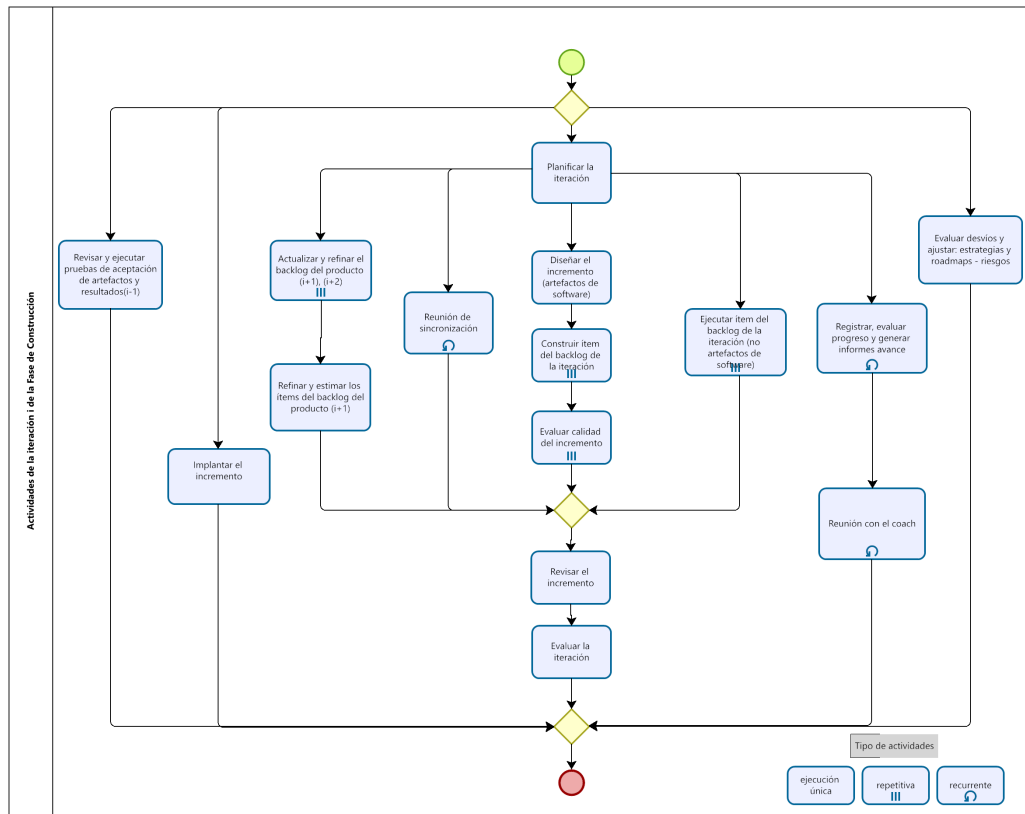 Actividades de la iteración i de la Fase de Construcción
Planificar la
iteración
Revisar y ejecutar
pruebas de aceptación
de artefactos y
resultados(i-1)
Actualizar y refinar el
backlog del producto
(i+1), (i+2)
Diseñar el
incremento
(artefactos de
software)
Evaluar desvíos y
ajustar: estrategias y
roadmaps - riesgos
Reunión de
sincronización
Ejecutar item del
backlog de la
iteración (no
artefactos de
software)
Registrar, evaluar
progreso y generar
informes avance
Construir item
del backlog de
la iteración
Refinar y estimar los
items del backlog del
producto (i+1)
Evaluar calidad
del incremento
Implantar el
incremento
Reunión con el coach
Revisar el
incremento
Evaluar la
iteración
Tipo de actividades
ejecución
única
repetitiva
recurrente